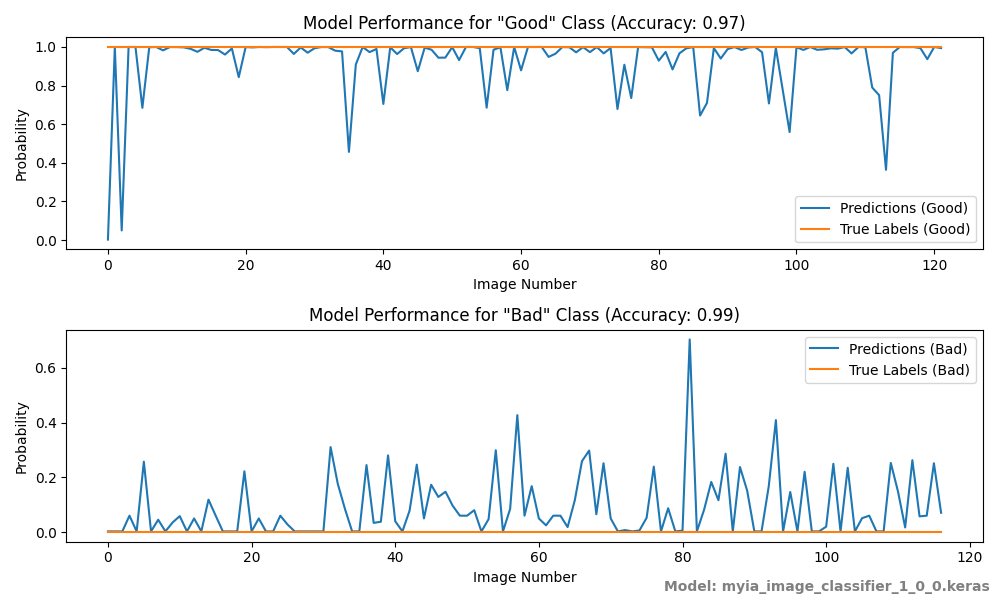 Model Performance for "Good" Class (Accuracy: 0.97)
1.0
0.8
0.6
0.4
0.2
0.0
Probability
Predictions (Good)
True Labels (Good)
0 20 40 60 80 100 120
Image Number
Model Performance for "Bad" Class (Accuracy: 0.99)
0.6
0.4
0.2
0.0
Probability
Predictions (Bad)
True Labels (Bad)
0 20 40 60 80 100 120
Image Number
Model: myia_image_classifier_1_0_0.keras